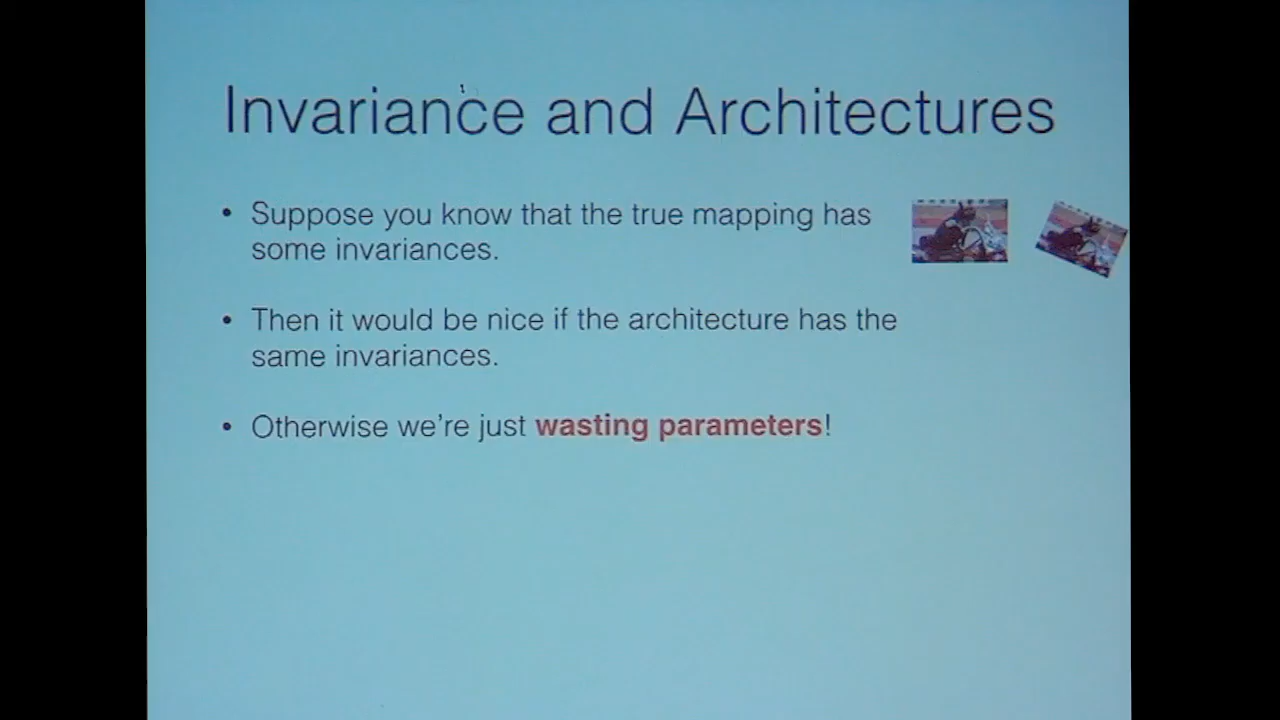 Invariance and Architectures
• Suppose you know that the true mapping has
some invariances.
• Then it would be nice if the architecture has the
same invariances.
• Otherwise we're just wasting parameters!